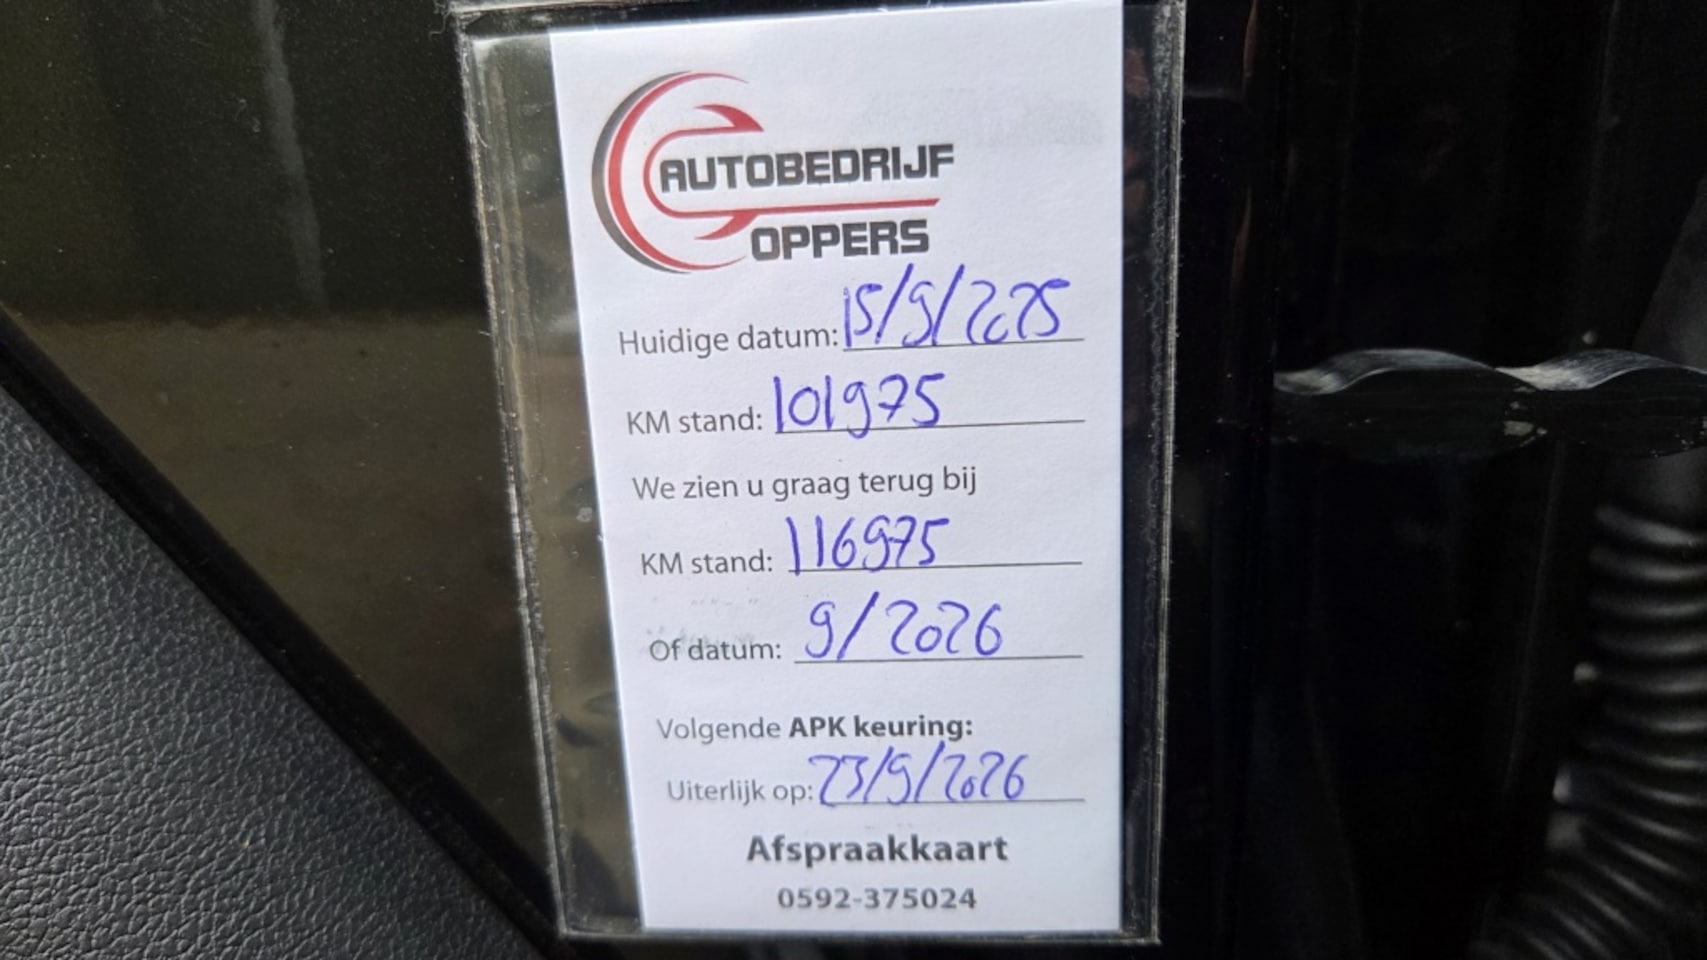 AUTOBEDRIJF
OPPERS
Huidige datum: 15/9/2025
KM stand: 101975
We zien u graag terug bij
KM stand: 116975
Of datum: 9/2026
Volgende APK keuring:
Uiterlijk op: 23/9/2026
Afspraakkaart
0592-375024